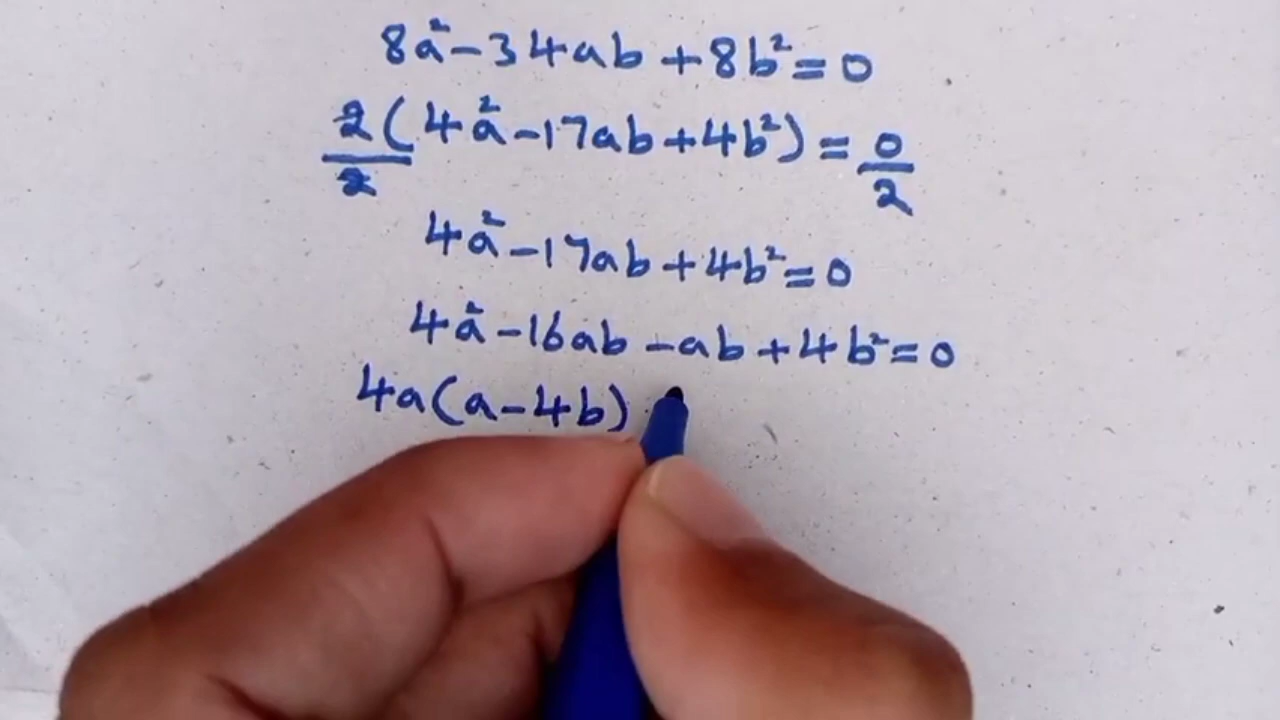 8a²-34ab+8b²=0
2(4a²-17ab+4b²)/2=0/2
4a²-17ab+4b²=0
4a²-16ab-ab+4b²=0
4a(a-4b)